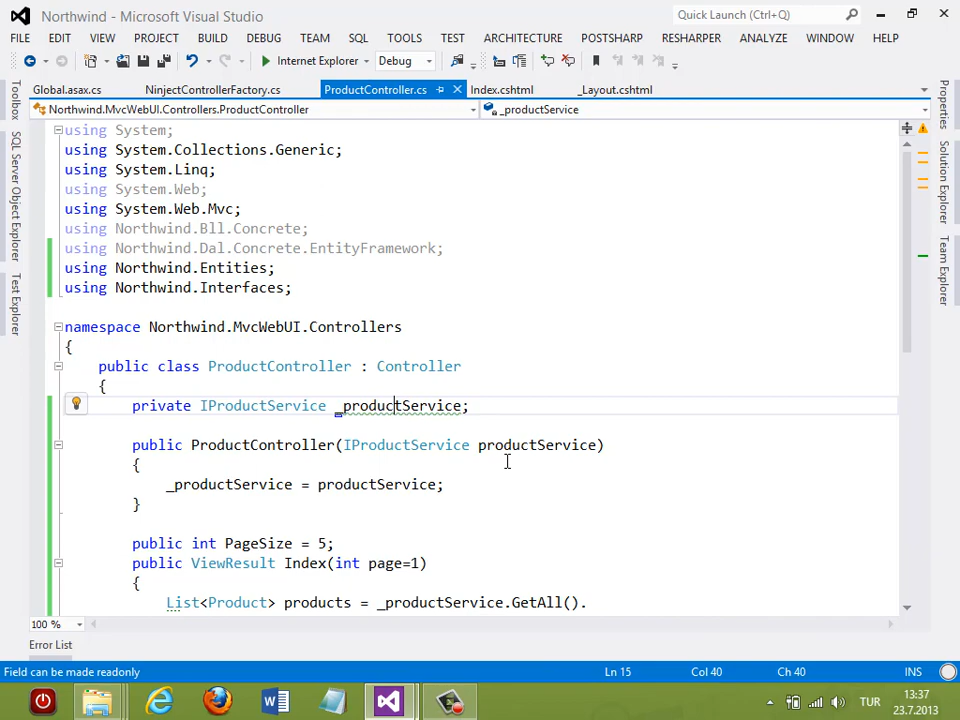 Northwind - Microsoft Visual Studio
Quick Launch (Ctrl+Q)
FILE EDIT VIEW PROJECT BUILD DEBUG TEAM SQL TOOLS TEST ARCHITECTURE POSTSHARP RESHARPER ANALYZE WINDOW HELP
Internet Explorer Debug
Global.asax.cs NinjectControllerFactory.cs ProductController.cs Index.cshtml _Layout.cshtml
Northwind.MvcWebUI.Controllers.ProductController _productService
Toolbox
SQL Server Object Explorer
Test Explorer
Properties
Solution Explorer
Team Explorer
using System;
using System.Collections.Generic;
using System.Linq;
using System.Web;
using System.Web.Mvc;
using Northwind.Bll.Concrete;
using Northwind.Dal.Concrete.EntityFramework;
using Northwind.Entities;
using Northwind.Interfaces;
namespace Northwind.MvcWebUI.Controllers
{
public class ProductController : Controller
{
private IProductService _productService;
public ProductController(IProductService productService)
{
_productService = productService;
}
public int PageSize = 5;
public ViewResult Index(int page=1)
{
List<Product> products = _productService.GetAll().
100 %
Error List
Field can be made readonly Ln 15 Col 40 Ch 40 INS
TUR 13:37
23.7.2013